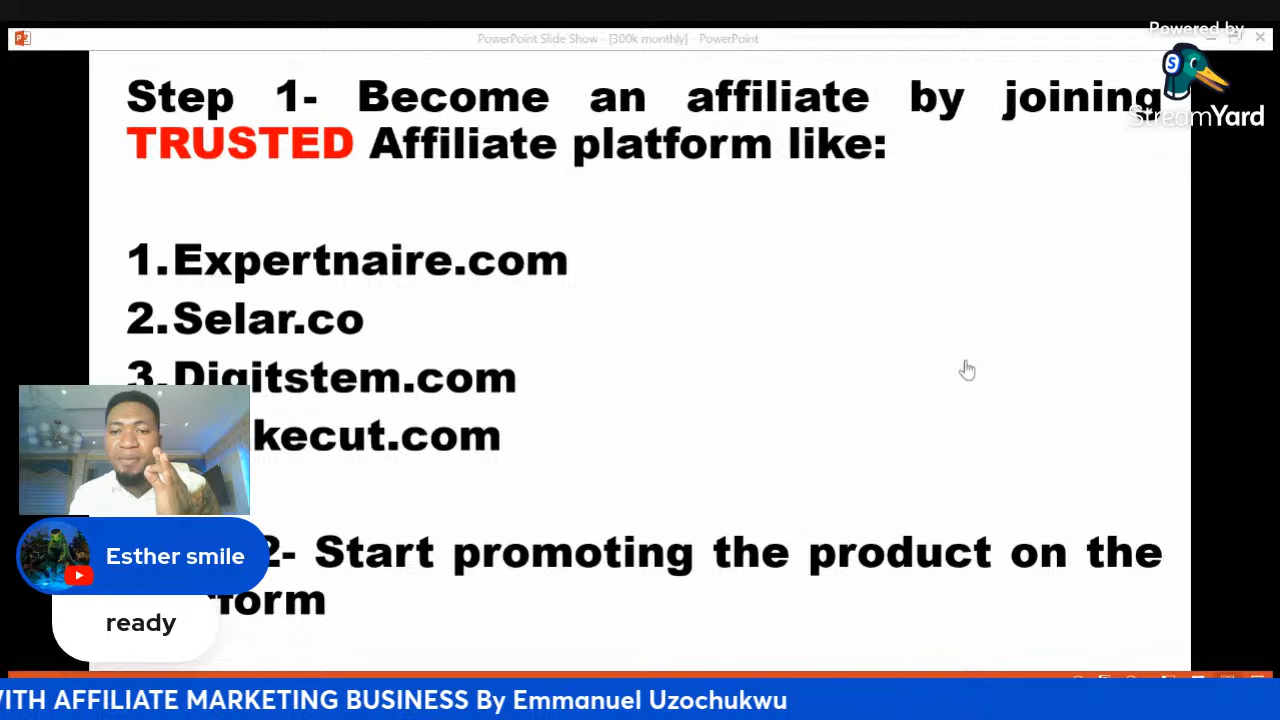 Powered by
StreamYard
PowerPoint Slide Show - [300k monthly] - PowerPoint
Step 1- Become an affiliate by joining
TRUSTED Affiliate platform like:
1. Expertnaire.com
2. Selar.co
3. Digitstem.com
kecut.com
2- Start promoting the product on the
form
Esther smile
ready
WITH AFFILIATE MARKETING BUSINESS By Emmanuel Uzochukwu